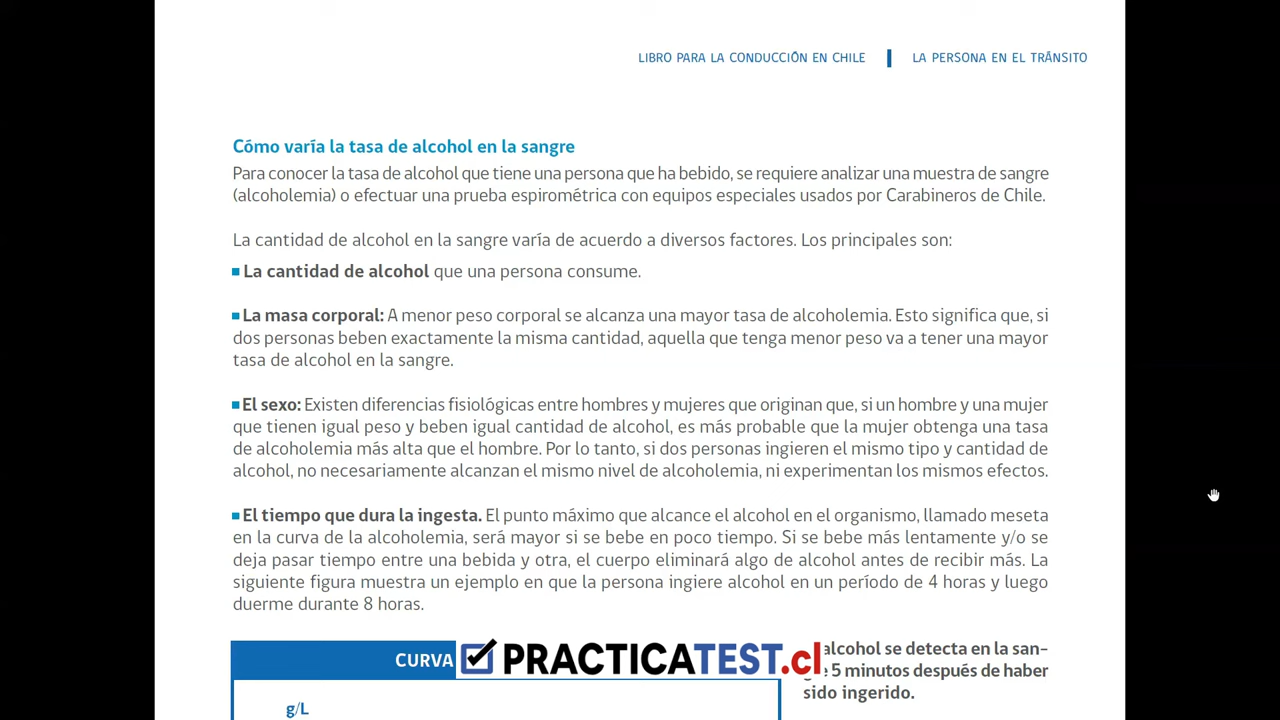 LIBRO PARA LA CONDUCCIÓN EN CHILE LA PERSONA EN EL TRÁNSITO
Cómo varía la tasa de alcohol en la sangre
Para conocer la tasa de alcohol que tiene una persona que ha bebido, se requiere analizar una muestra de sangre
(alcoholemia) o efectuar una prueba espirométrica con equipos especiales usados por Carabineros de Chile.
La cantidad de alcohol en la sangre varía de acuerdo a diversos factores. Los principales son:
La cantidad de alcohol que una persona consume.
La masa corporal: A menor peso corporal se alcanza una mayor tasa de alcoholemia. Esto significa que, si
dos personas beben exactamente la misma cantidad, aquella que tenga menor peso va a tener una mayor
tasa de alcohol en la sangre.
El sexo: Existen diferencias fisiológicas entre hombres y mujeres que originan que, si un hombre y una mujer
que tienen igual peso y beben igual cantidad de alcohol, es más probable que la mujer obtenga una tasa
de alcoholemia más alta que el hombre. Por lo tanto, si dos personas ingieren el mismo tipo y cantidad de
alcohol, no necesariamente alcanzan el mismo nivel de alcoholemia, ni experimentan los mismos efectos.
El tiempo que dura la ingesta. El punto máximo que alcance el alcohol en el organismo, llamado meseta
en la curva de la alcoholemia, será mayor si se bebe en poco tiempo. Si se bebe más lentamente y/o se
deja pasar tiempo entre una bebida y otra, el cuerpo eliminará algo de alcohol antes de recibir más. La
siguiente figura muestra un ejemplo en que la persona ingiere alcohol en un período de 4 horas y luego
duerme durante 8 horas.
CURVA
PRACTICATEST.cl
alcohol se detecta en la san-
5 minutos después de haber
sido ingerido.
g/L